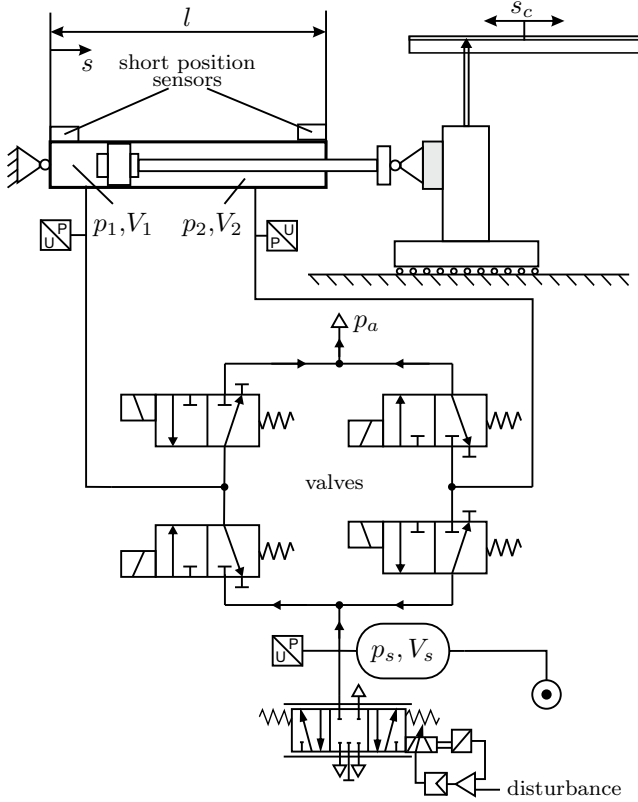 l
s_c
s
short position
sensors
p_1,V_1
p_2,V_2
P
U
U
P
p_a
valves
P
U
p_s, V_s
disturbance